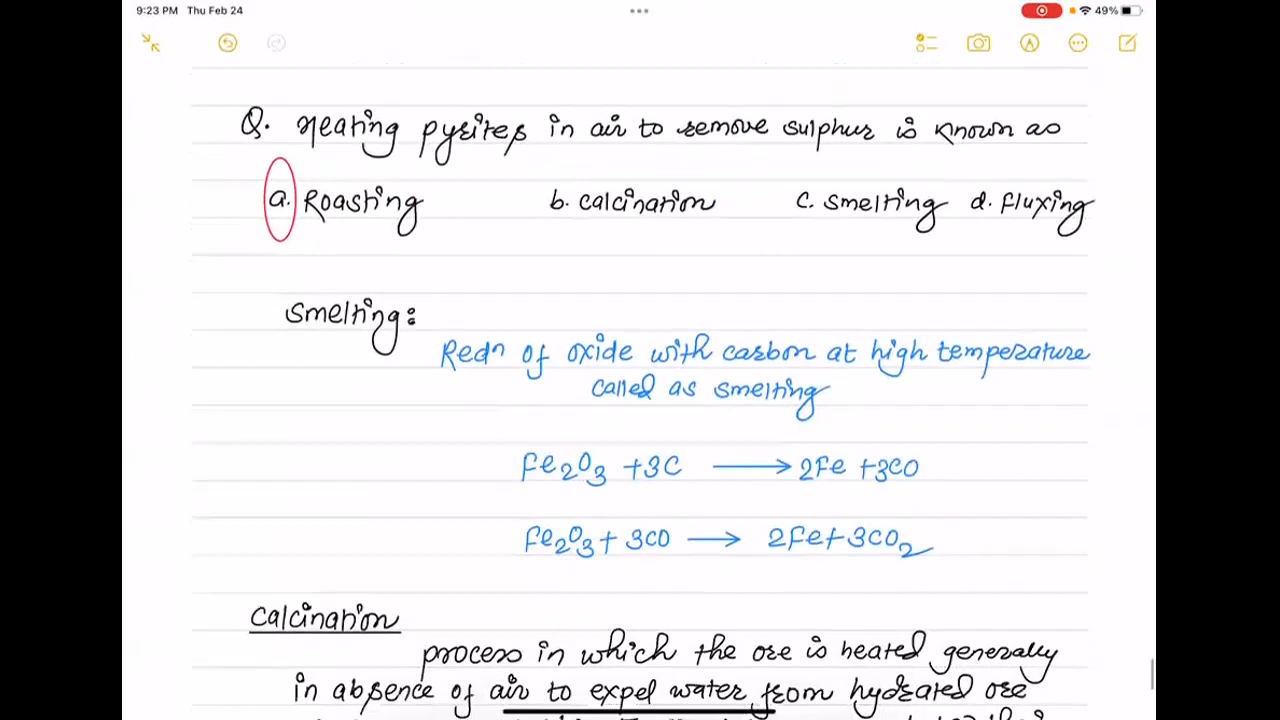 9:23 PM Thu Feb 24
49%
Q. Heating pyrites in air to remove sulphur is known as
a. Roasting b. calcination c. smelting d. fluxing
Smelting:
Redn of oxide with carbon at high temperature
called as smelting
Fe2O3 + 3C → 2Fe + 3CO
Fe2O3 + 3CO → 2Fe + 3CO2
Calcination
process in which the ore is heated generally
in absence of air to expel water from hydrated ore